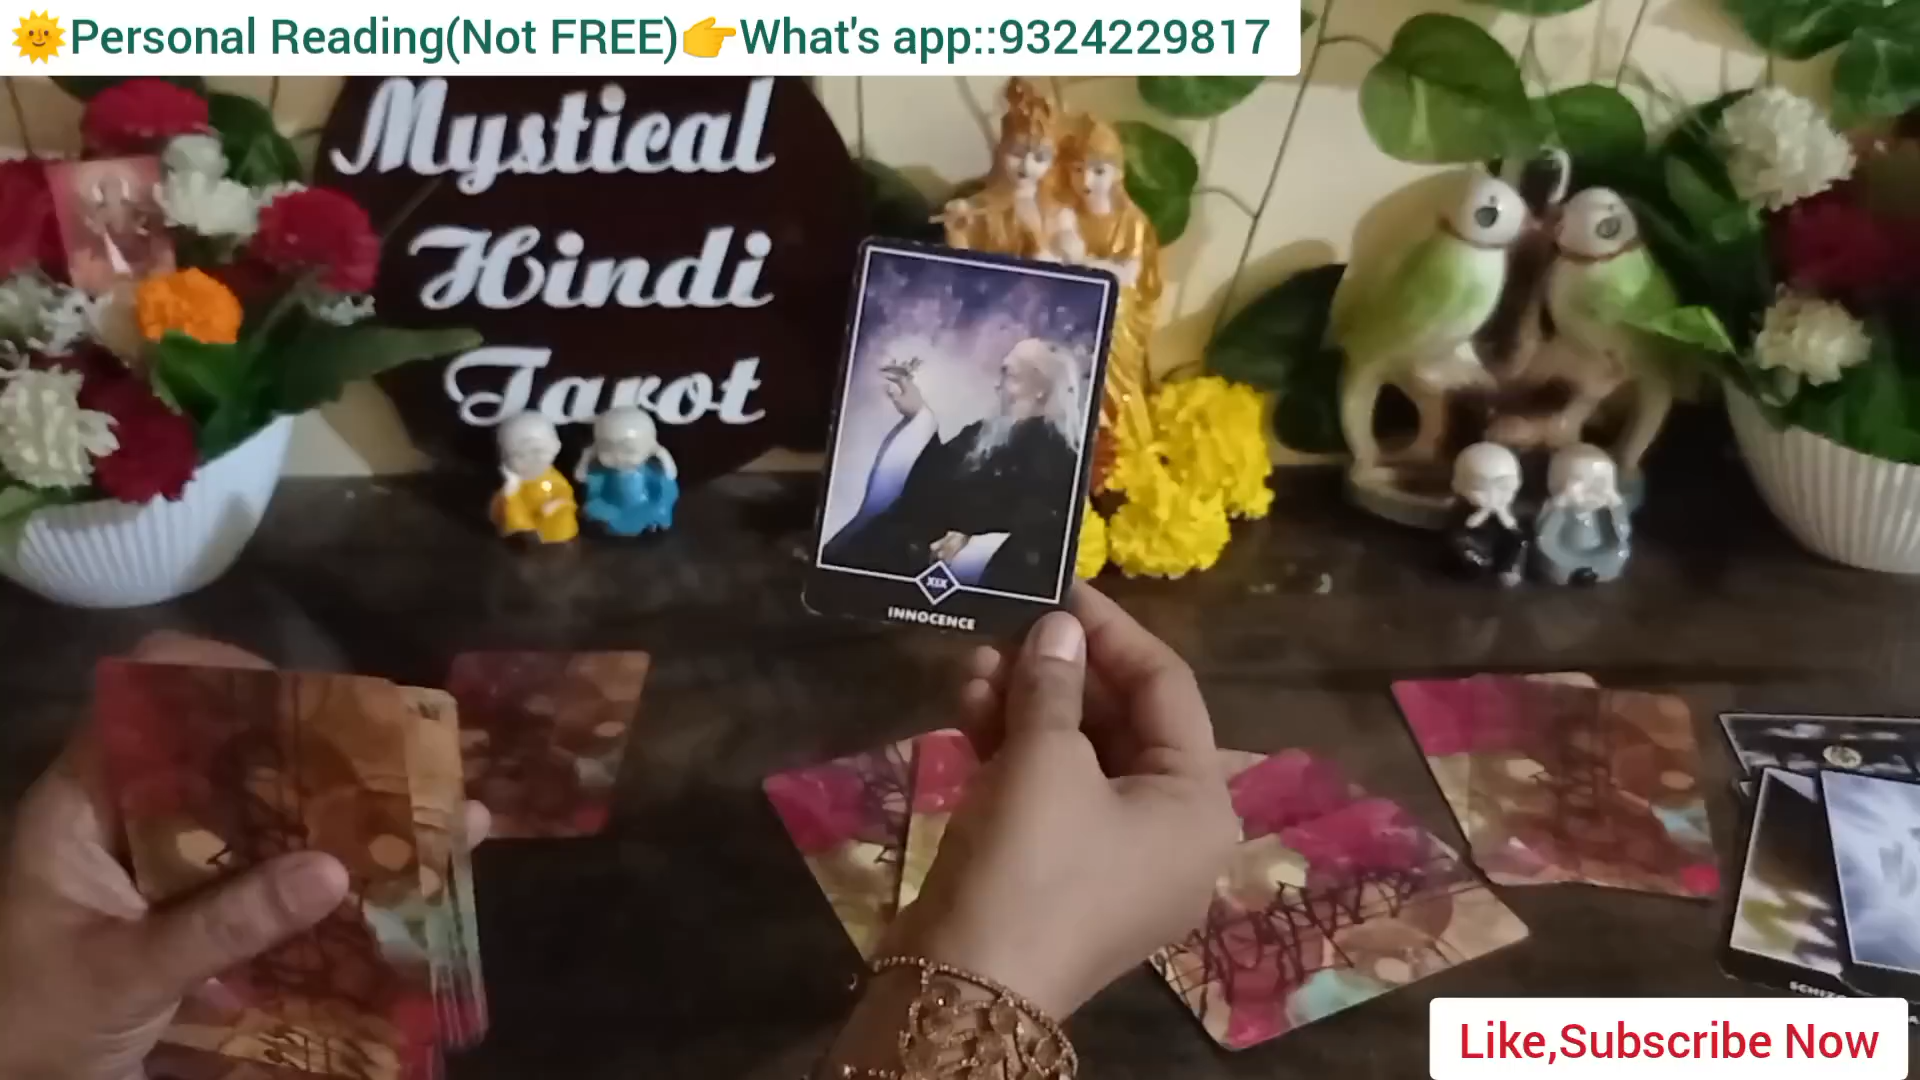 🌞Personal Reading(Not FREE)👉What's app::9324229817
Mystical
Hindi
Tarot
XIX
INNOCENCE
Like,Subscribe Now